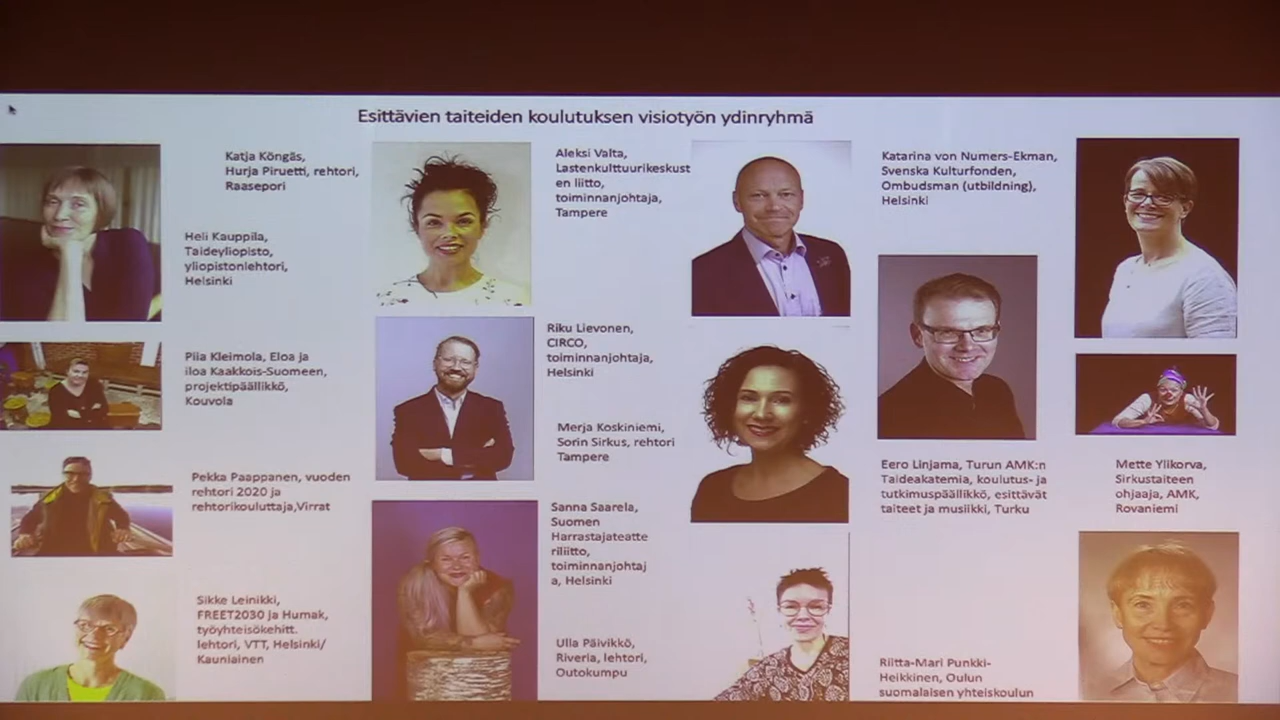 Esittävien taiteiden koulutuksen visiotyön ydinryhmä
Katja Köngäs,
Hurja Piruetti, rehtori,
Raasepori
Heli Kauppila,
Taideyliopisto,
yliopistonlehtori,
Helsinki
Piia Kleimola, Eloa ja
iloa Kaakkois-Suomeen,
projektipäällikkö,
Kouvola
Pekka Paappanen, vuoden
rehtori 2020 ja
rehtorikouluttaja,Virrat
Sikke Leinikki,
FREET2030 ja Humak,
työyhteisökehitt.
lehtori, VTT, Helsinki/
Kauniainen
Aleksi Valta,
Lastenkulttuurikeskust
en liitto,
toiminnanjohtaja,
Tampere
Riku Lievonen,
CIRCO,
toiminnanjohtaja,
Helsinki
Merja Koskiniemi,
Sorin Sirkus, rehtori
Tampere
Sanna Saarela,
Suomen
Harrastajateatte
riliitto,
toiminnanjohtaj
a, Helsinki
Ulla Päivikkö,
Riveria, lehtori,
Outokumpu
Katarina von Numers-Ekman,
Svenska Kulturfonden,
Ombudsman (utbildning),
Helsinki
Eero Linjama, Turun AMK:n
Taideakatemia, koulutus- ja
tutkimuspäällikkö, esittävät
taiteet ja musiikki, Turku
Mette Ylikorva,
Sirkustaiteen
ohjaaja, AMK,
Rovaniemi
Riitta-Mari Punkki-
Heikkinen, Oulun
suomalaisen yhteiskoulun